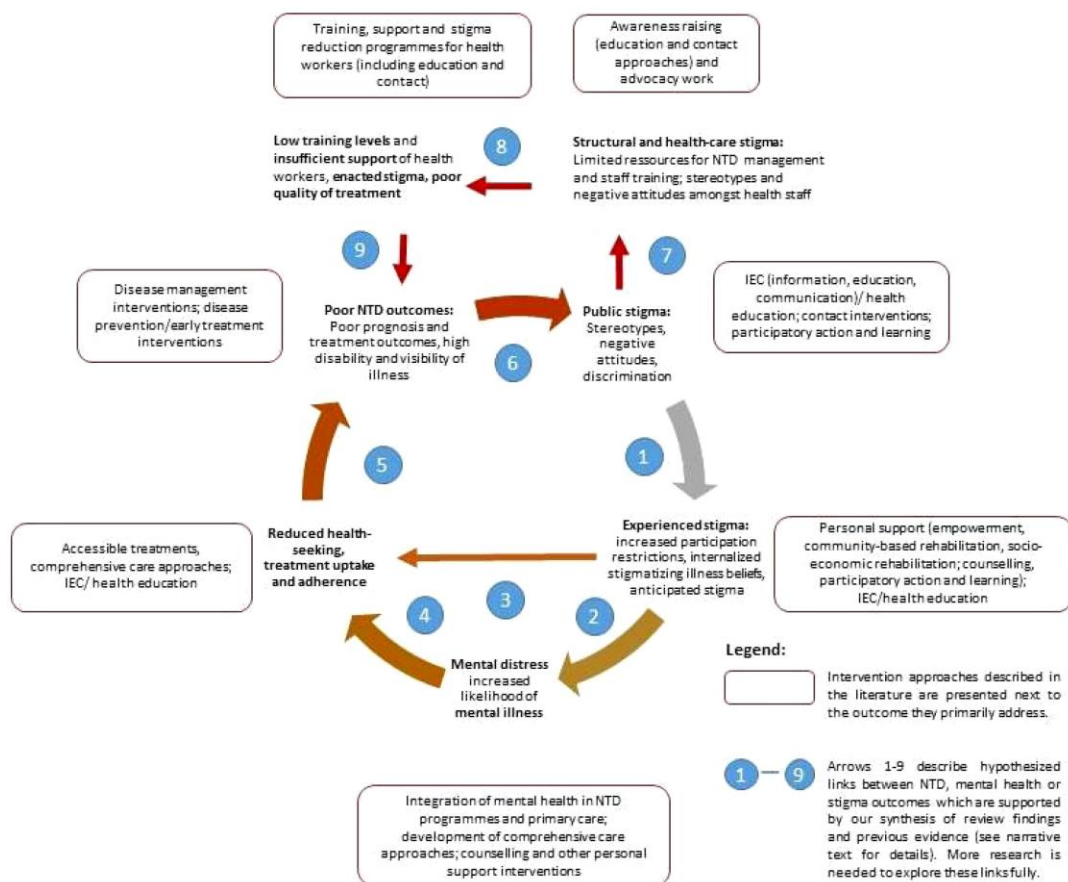 Training, support and stigma
reduction programmes for health
workers (including education and
contact)
Awareness raising
(education and contact
approaches) and
advocacy work
Low training levels and
insufficient support of health
workers, enacted stigma, poor
quality of treatment
8
Structural and health-care stigma:
Limited ressources for NTD management
and staff training; stereotypes and
negative attitudes amongst health staff
9
7
Disease management
interventions; disease
prevention/early treatment
interventions
Poor NTD outcomes:
Poor prognosis and
treatment outcomes, high
disability and visibility of
illness
6
Public stigma:
Stereotypes,
negative
attitudes,
discrimination
IEC (information, education,
communication)/ health
education; contact interventions;
participatory action and learning
5
1
Accessible treatments,
comprehensive care approaches;
IEC/ health education
Reduced health-
seeking,
treatment uptake
and adherence
Experienced stigma:
increased participation
restrictions, internalized
stigmatizing illness beliefs,
anticipated stigma
Personal support (empowerment,
community-based rehabilitation, socio-
economic rehabilitation; counselling,
participatory action and learning);
IEC/health education
4
3
2
Mental distress
increased
likelihood of
mental illness
Legend:
Intervention approaches described in
the literature are presented next to
the outcome they primarily address.
1 — 9
Arrows 1-9 describe hypothesized
links between NTD, mental health or
stigma outcomes which are supported
by our synthesis of review findings
and previous evidence (see narrative
text for details). More research is
needed to explore these links fully.
Integration of mental health in NTD
programmes and primary care;
development of comprehensive care
approaches; counselling and other personal
support interventions